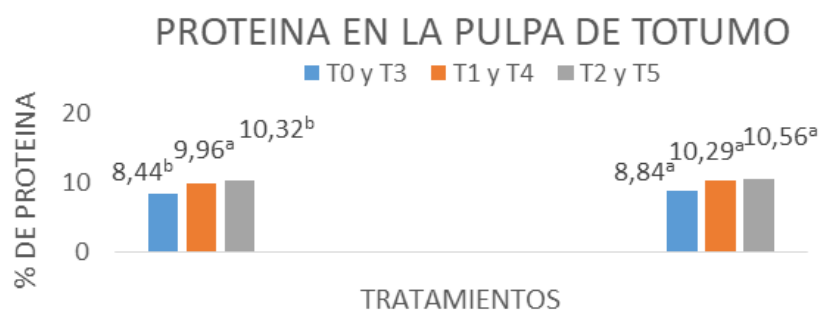 PROTEINA EN LA PULPA DE TOTUMO
T0 y T3 T1 y T4 T2 y T5
% DE PROTEINA
20
10
0
8,44ᵇ 9,96ᵃ 10,32ᵇ
8,84ᵃ 10,29ᵃ 10,56ᵃ
TRATAMIENTOS